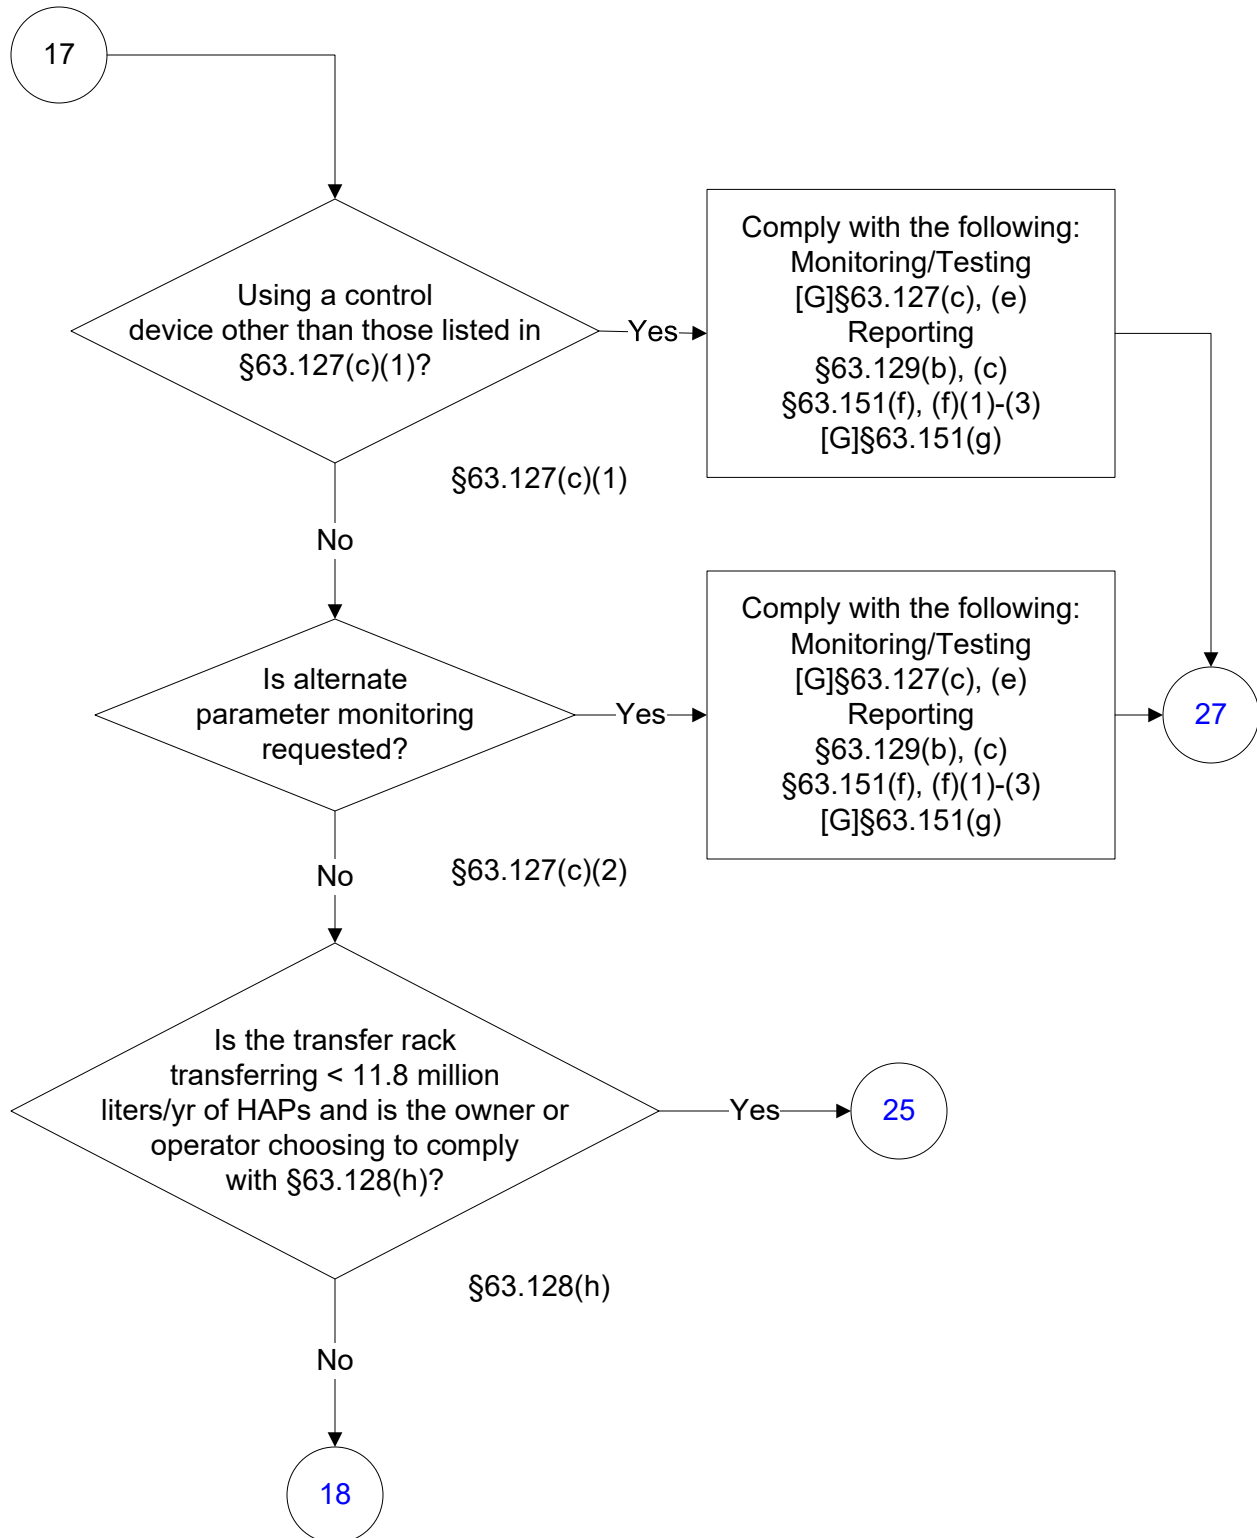 17
Using a control
device other than those listed in
§63.127(c)(1)?
Yes
Comply with the following:
Monitoring/Testing
[G]§63.127(c), (e)
Reporting
§63.129(b), (c)
§63.151(f), (f)(1)-(3)
[G]§63.151(g)
§63.127(c)(1)
No
Is alternate
parameter monitoring
requested?
Yes
Comply with the following:
Monitoring/Testing
[G]§63.127(c), (e)
Reporting
§63.129(b), (c)
§63.151(f), (f)(1)-(3)
[G]§63.151(g)
27
§63.127(c)(2)
No
Is the transfer rack
transferring < 11.8 million
liters/yr of HAPs and is the owner or
operator choosing to comply
with §63.128(h)?
Yes
25
§63.128(h)
No
18